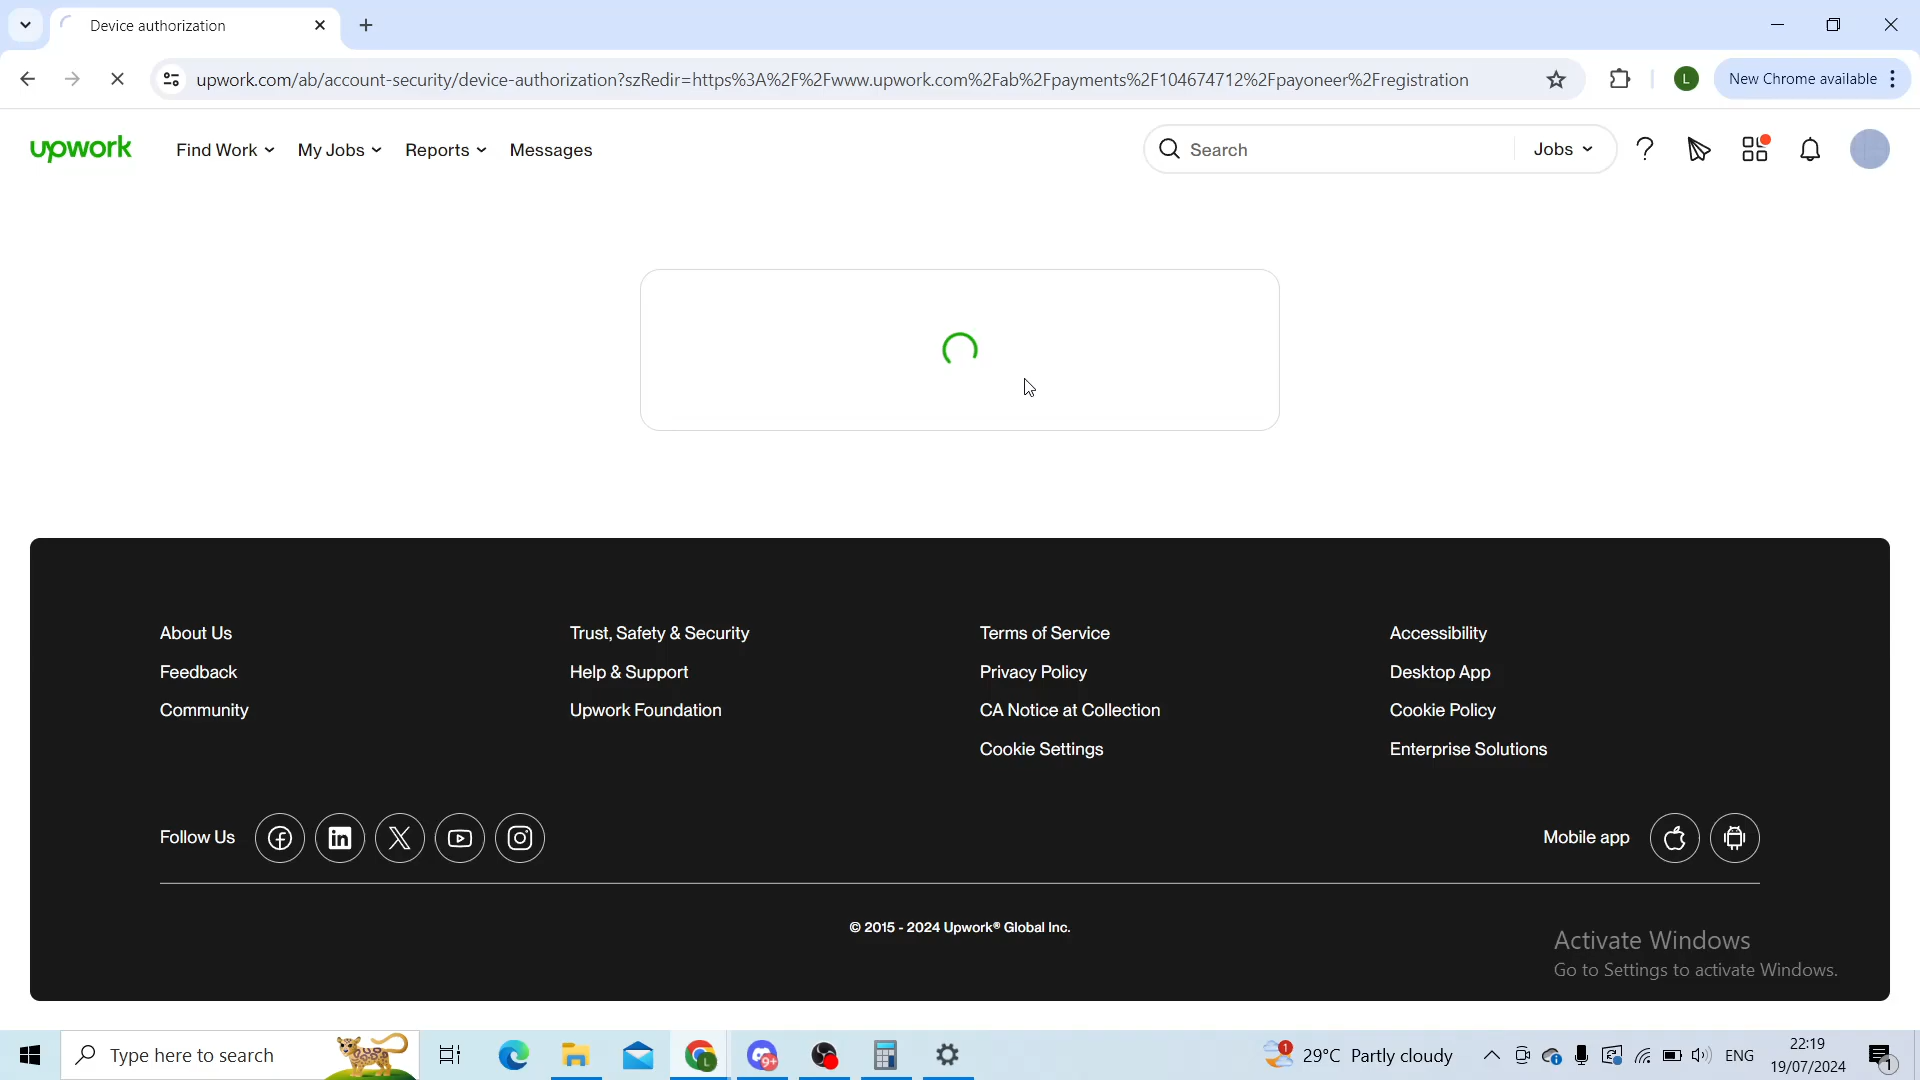 Device authorization
upwork.com/ab/account-security/device-authorization?szRedir=https%3A%2F%2Fwww.upwork.com%2Fab%2Fpayments%2F104674712%2Fpayoneer%2Fregistration
L
New Chrome available
upwork
Find Work
My Jobs
Reports
Messages
Search
Jobs
About Us
Trust, Safety & Security
Terms of Service
Accessibility
Feedback
Help & Support
Privacy Policy
Desktop App
Community
Upwork Foundation
CA Notice at Collection
Cookie Policy
Cookie Settings
Enterprise Solutions
Follow Us
Mobile app
© 2015 - 2024 Upwork® Global Inc.
Activate Windows
Go to Settings to activate Windows.
Type here to search
L
9+
1
29°C Partly cloudy
ENG
22:19
19/07/2024
1